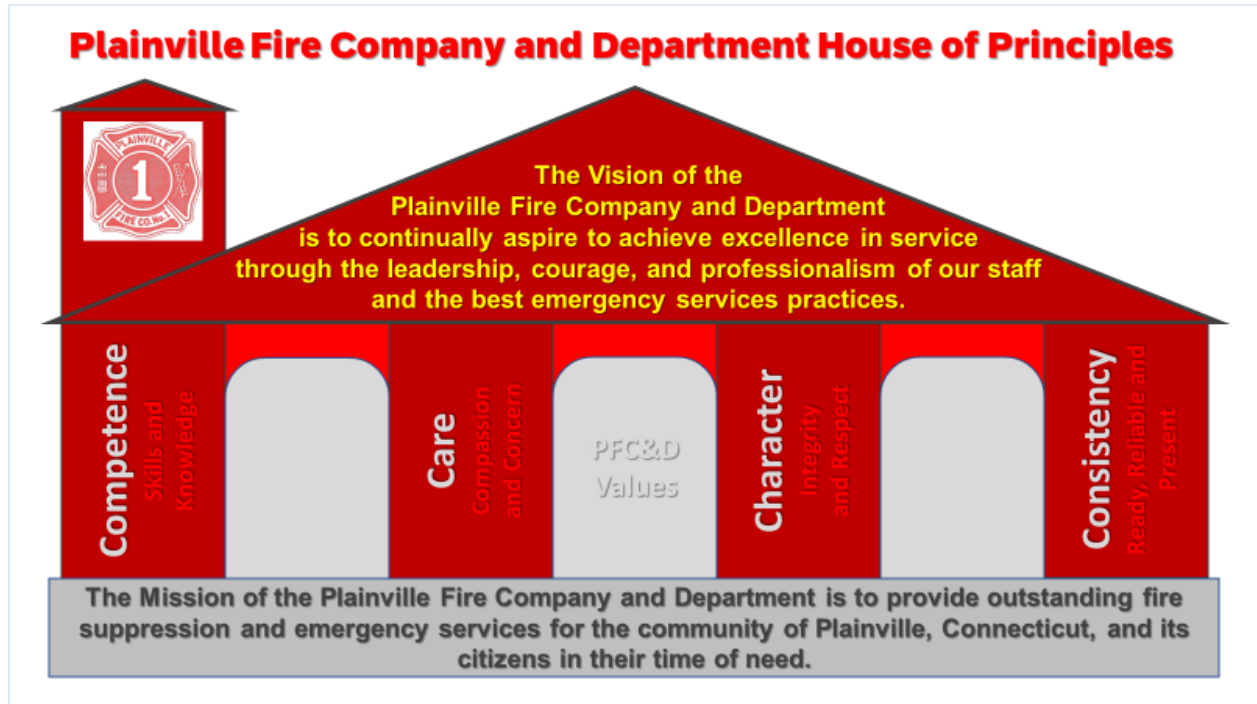 Plainville Fire Company and Department House of Principles
PLAINVILLE
1
FIRE CO. No. 1
The Vision of the
Plainville Fire Company and Department
is to continually aspire to achieve excellence in service
through the leadership, courage, and professionalism of our staff
and the best emergency services practices.
Competence
Skills and
Knowledge
Care
Compassion
and Concern
PFC&D
Values
Character
Integrity
and Respect
Consistency
Ready, Reliable and
Present
The Mission of the Plainville Fire Company and Department is to provide outstanding fire
suppression and emergency services for the community of Plainville, Connecticut, and its
citizens in their time of need.